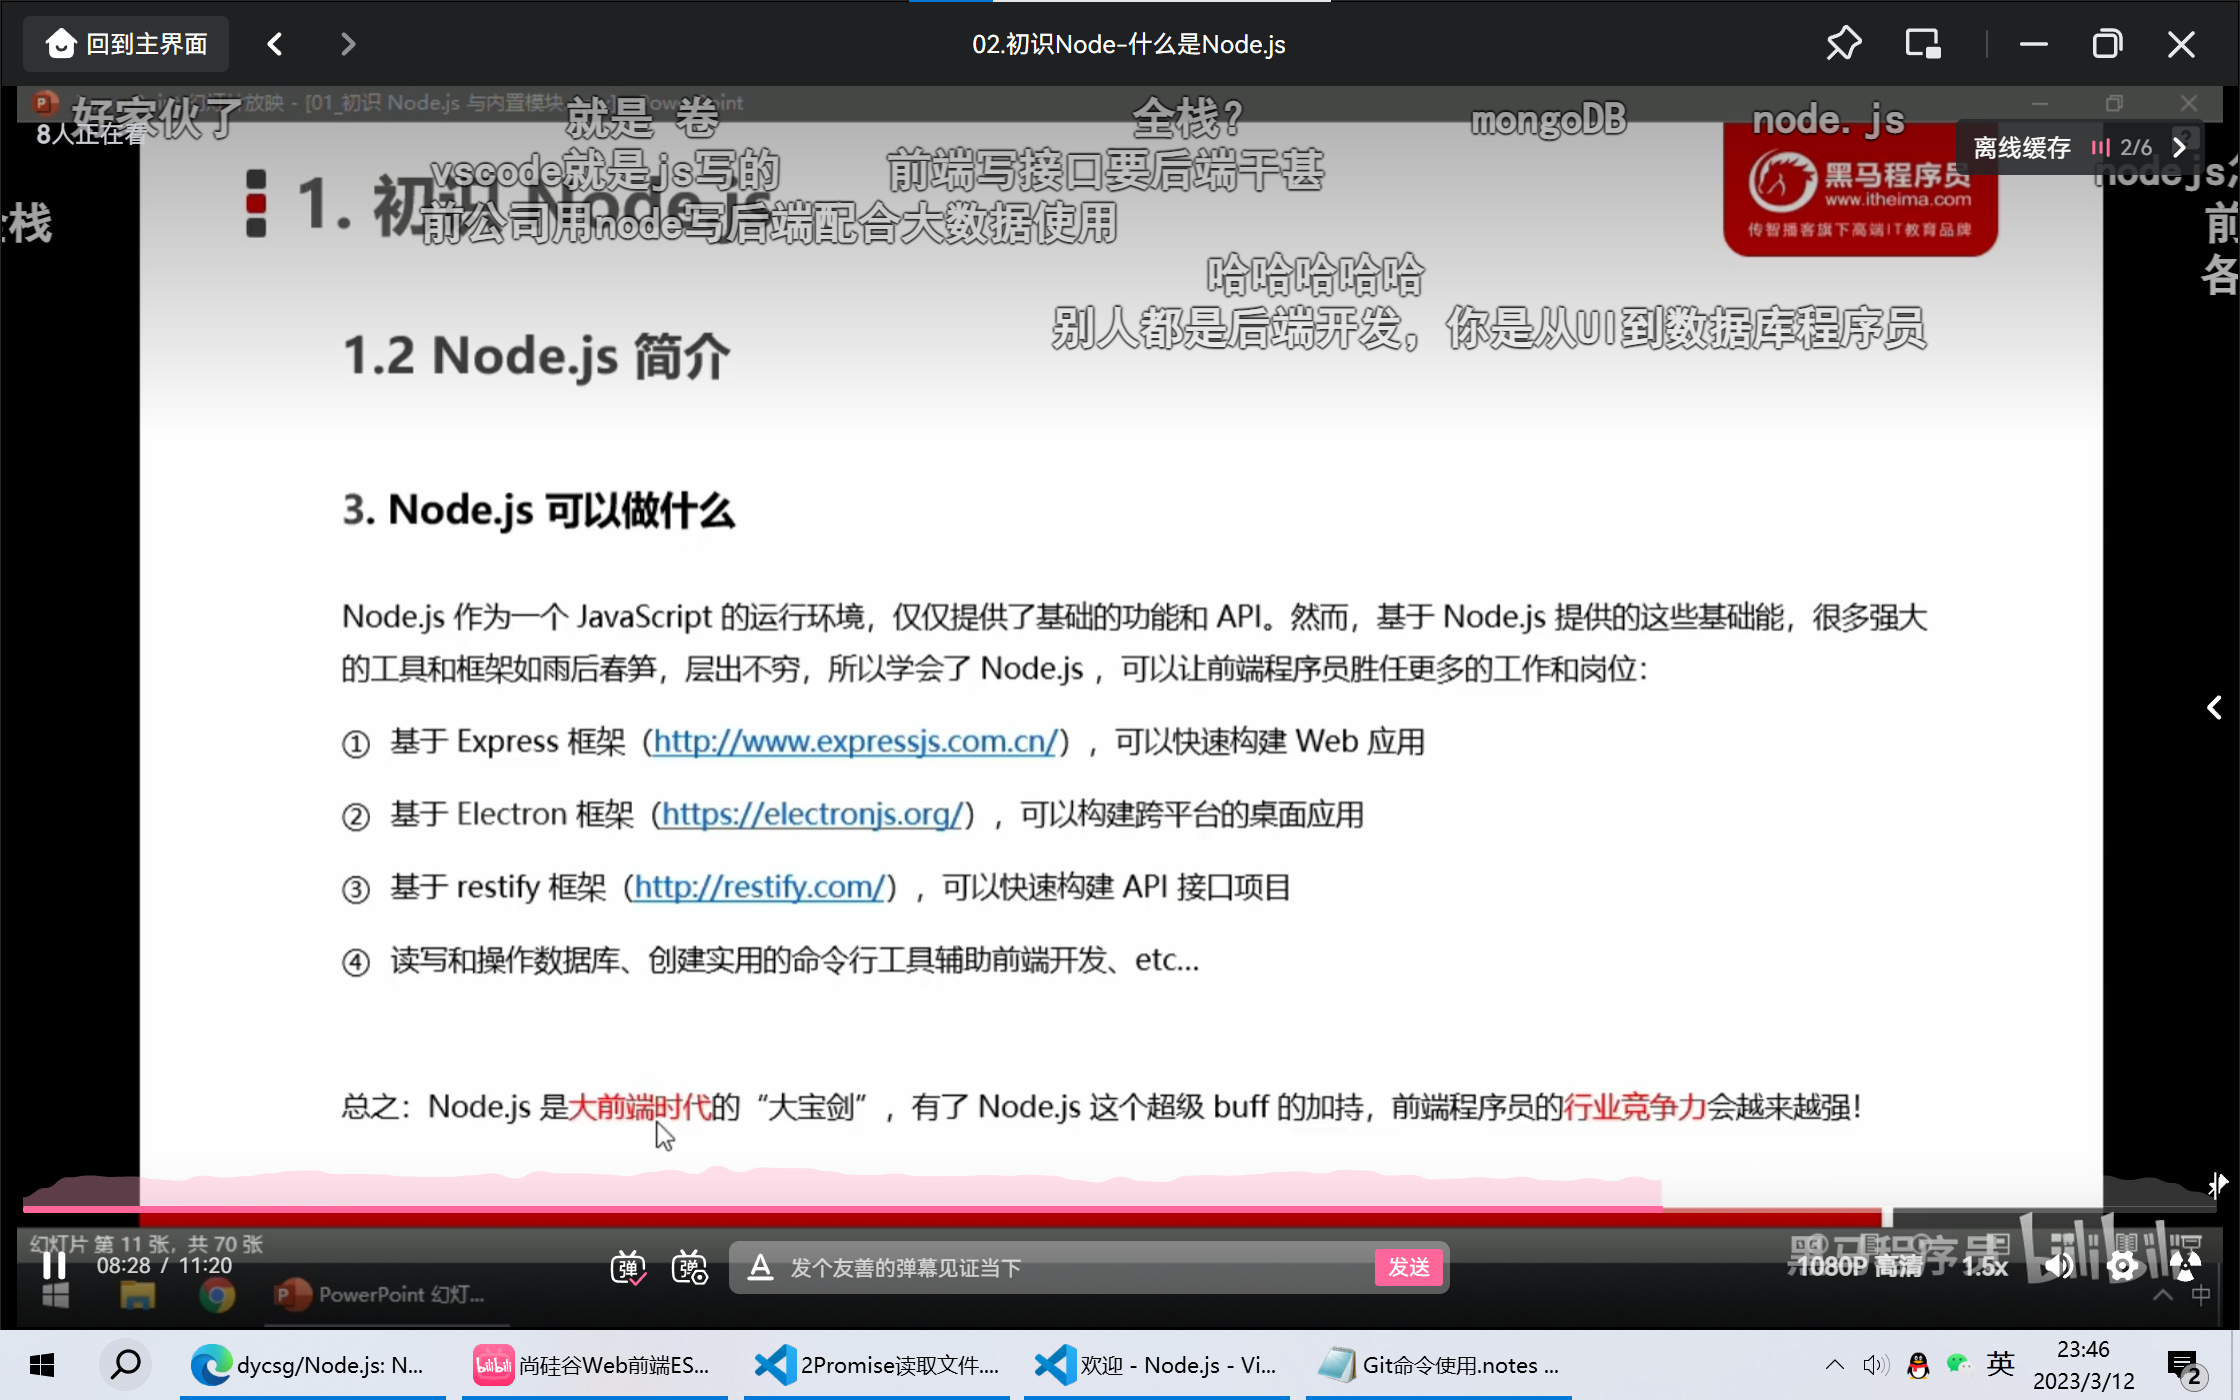 回到主界面
02.初识Node-什么是Node.js
幻灯片放映 - [01_初识 Node.js 与内置模块
PowerPoint
好家伙了
就是 卷
全栈？
mongoDB
node. js
8人正在看
离线缓存 2/6
vscode就是js写的
前端写接口要后端干甚
nodejs
黑马程序员
www.itheima.com
传智播客旗下高端IT教育品牌
1. 初识 Node.js
前公司用node写后端配合大数据使用
栈
前
哈哈哈哈哈
各
别人都是后端开发，你是从UI到数据库程序员
1.2 Node.js 简介
3. Node.js 可以做什么
Node.js 作为一个 JavaScript 的运行环境，仅仅提供了基础的功能和 API。然而，基于 Node.js 提供的这些基础能，很多强大
的工具和框架如雨后春笋，层出不穷，所以学会了 Node.js ，可以让前端程序员胜任更多的工作和岗位：
① 基于 Express 框架（http://www.expressjs.com.cn/），可以快速构建 Web 应用
② 基于 Electron 框架（https://electronjs.org/），可以构建跨平台的桌面应用
③ 基于 restify 框架（http://restify.com/），可以快速构建 API 接口项目
④ 读写和操作数据库、创建实用的命令行工具辅助前端开发、etc...
总之：Node.js 是大前端时代的“大宝剑”，有了 Node.js 这个超级 buff 的加持，前端程序员的行业竞争力会越来越强！
幻灯片 第 11 张，共 70 张
黑马程序员
bilibili
08:28 / 11:20
弹
弹
发个友善的弹幕见证当下
发送
1080P 高清
1.5x
PowerPoint 幻灯...
中
dycsg/Node.js: N...
bilibili
尚硅谷Web前端ES...
2Promise读取文件....
欢迎 - Node.js - Vi...
Git命令使用.notes ...
英
23:46
2023/3/12
2